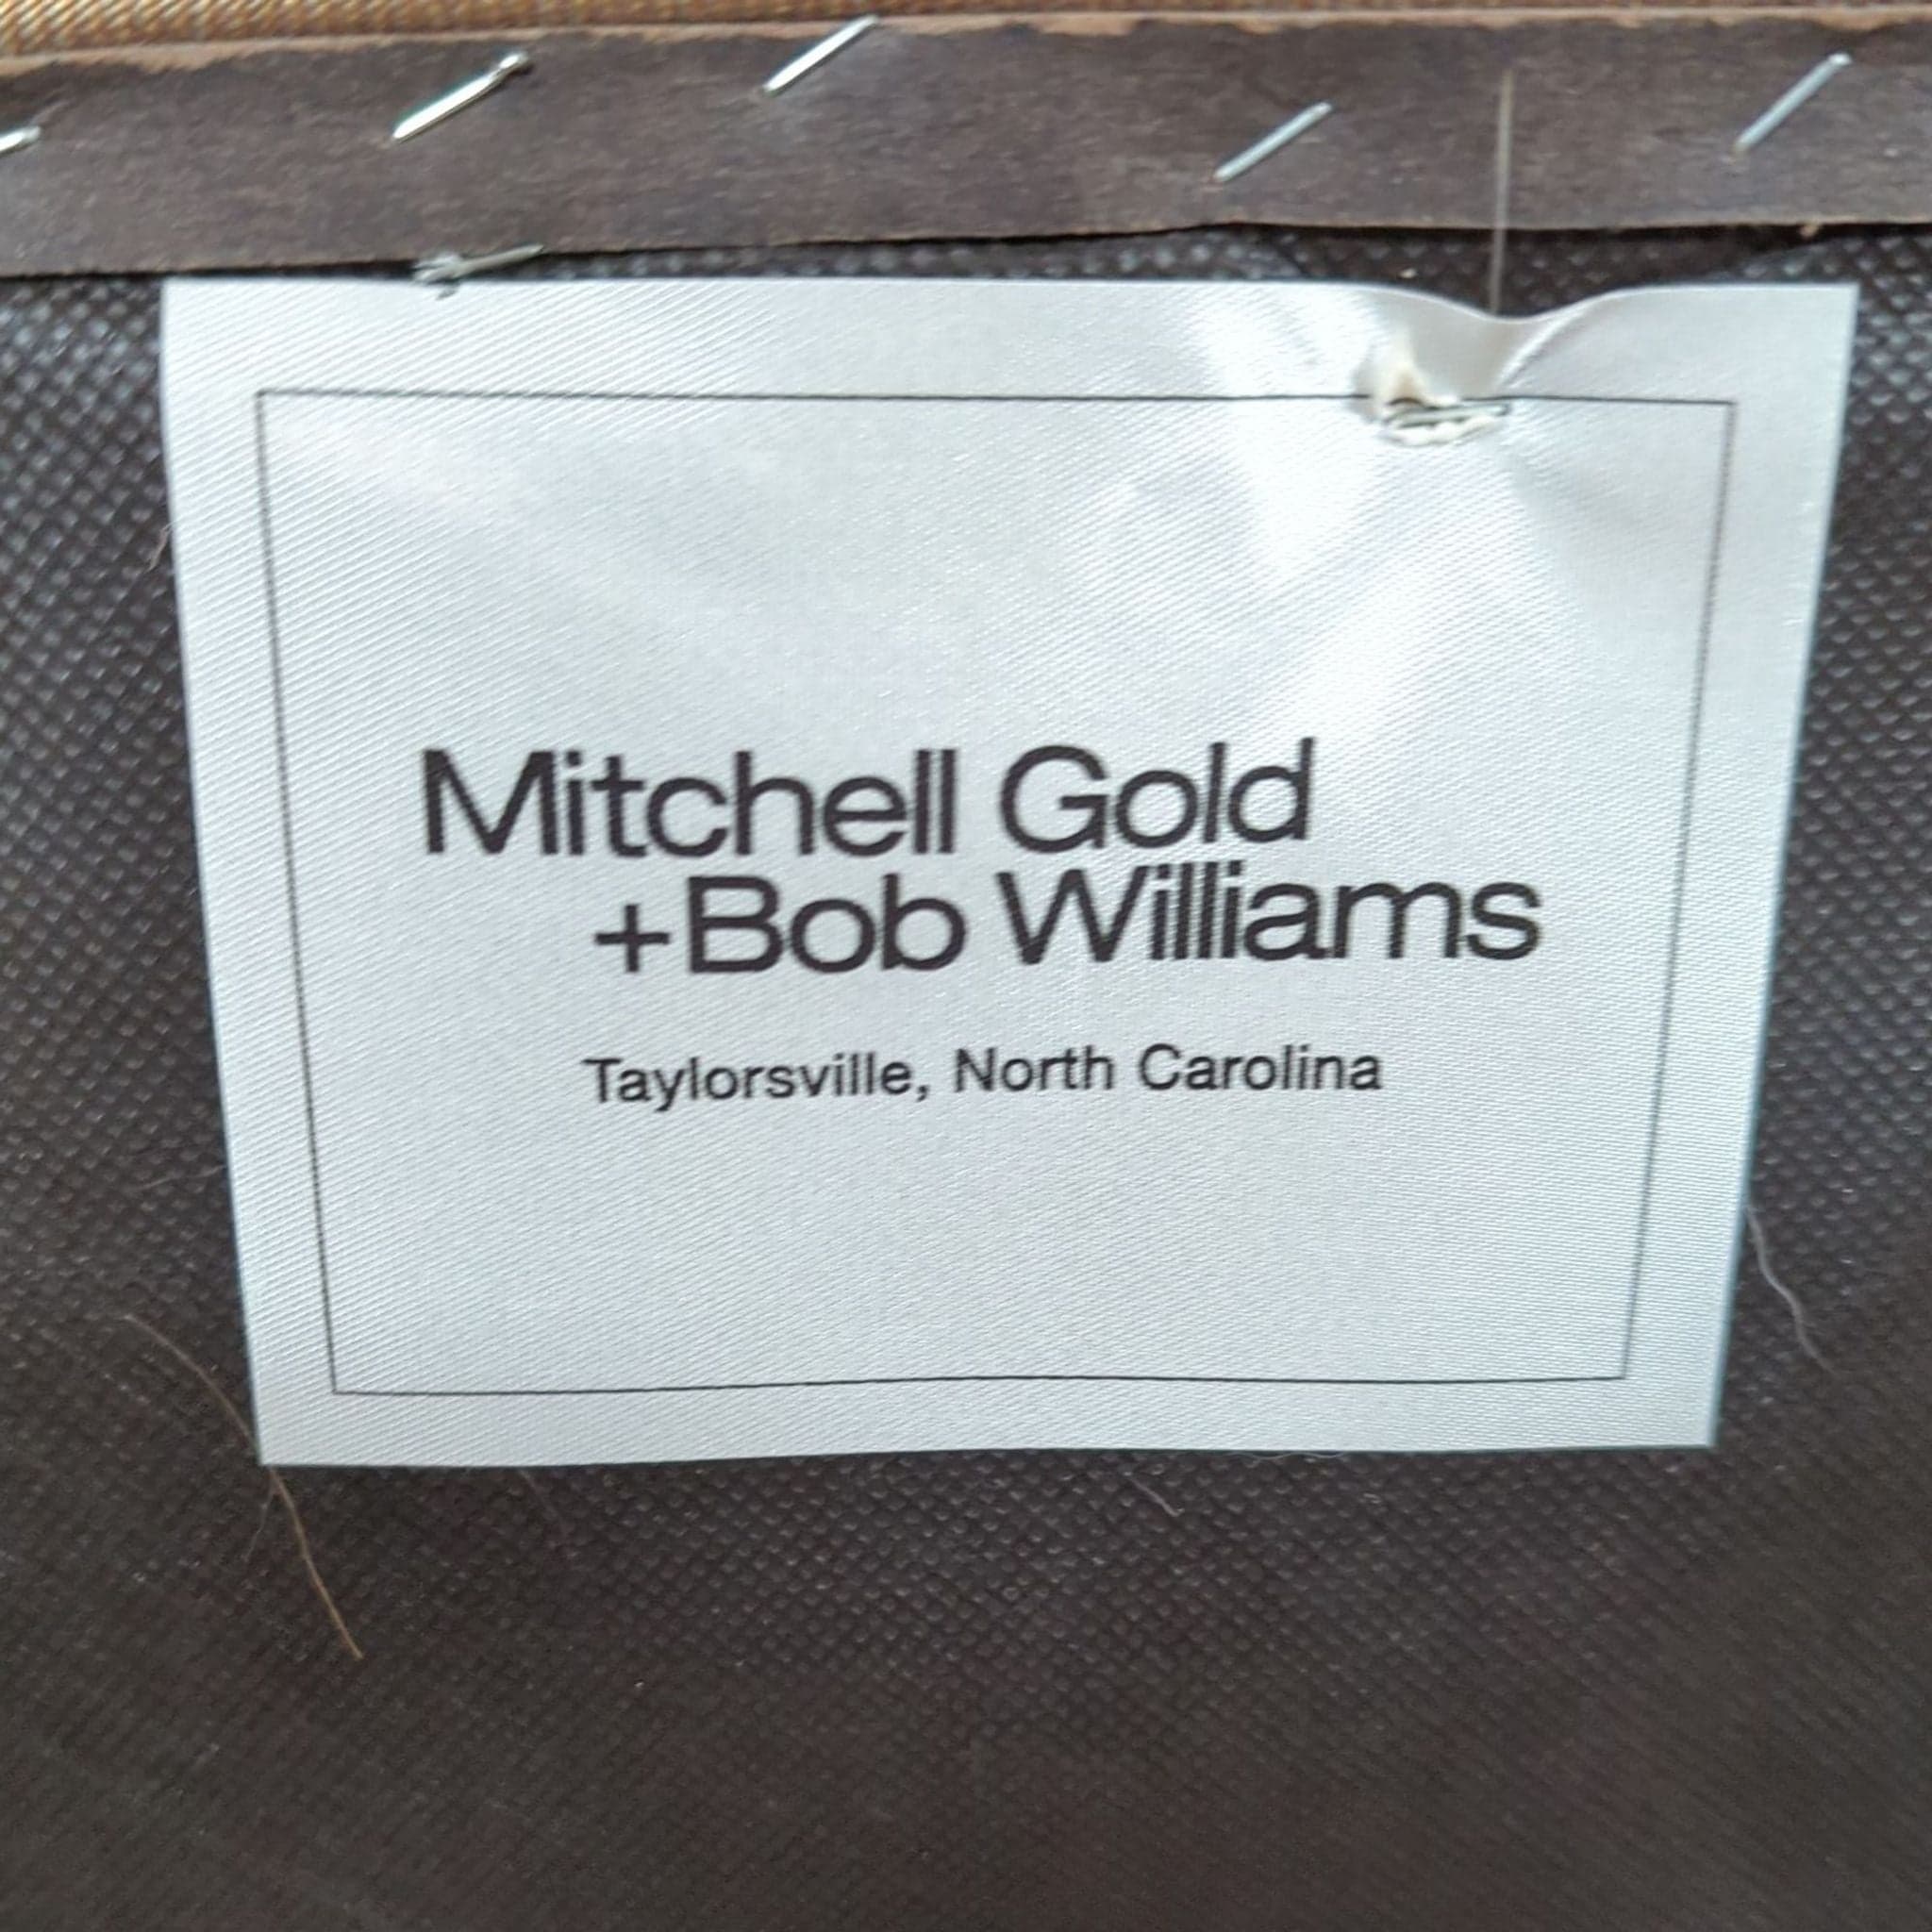 Mitchell Gold
+Bob Williams
Taylorsville, North Carolina